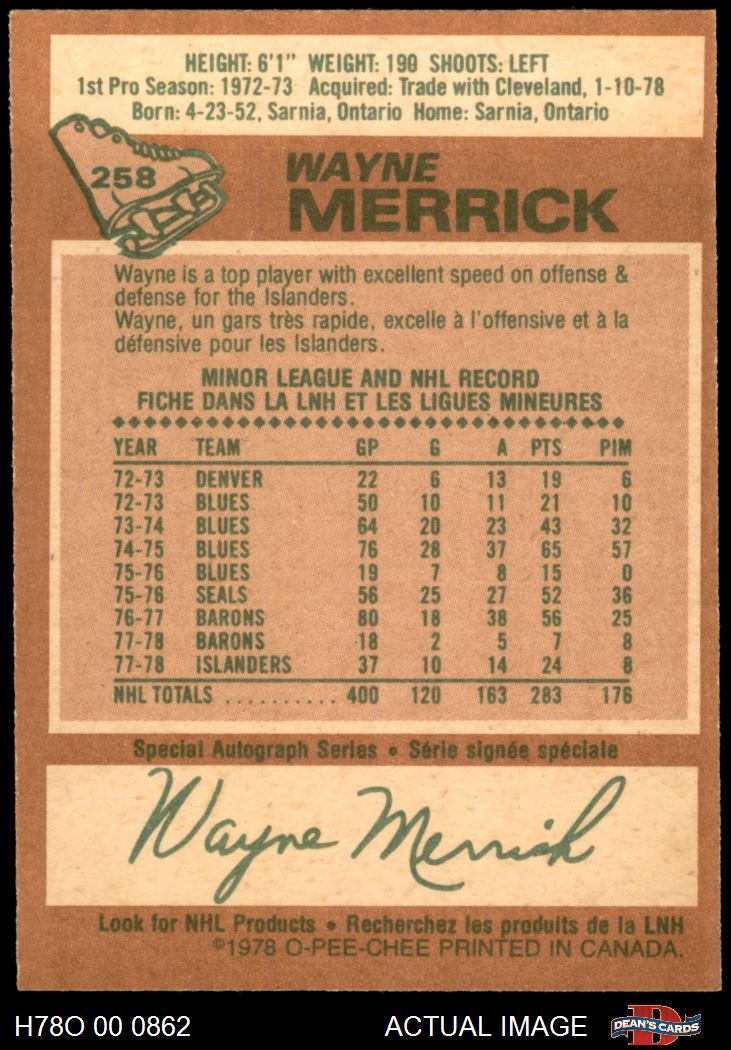 HEIGHT: 6'1" WEIGHT: 190 SHOOTS: LEFT
1st Pro Season: 1972-73 Acquired: Trade with Cleveland, 1-10-78
Born: 4-23-52, Sarnia, Ontario Home: Sarnia, Ontario
258
WAYNE
MERRICK
Wayne is a top player with excellent speed on offense &
defense for the Islanders.
Wayne, un gars très rapide, excelle à l'offensive et à la
défensive pour les Islanders.
MINOR LEAGUE AND NHL RECORD
FICHE DANS LA LNH ET LES LIGUES MINEURES
YEAR TEAM GP G A PTS PIM
72-73 DENVER 22 6 13 19 6
72-73 BLUES 50 10 11 21 10
73-74 BLUES 64 20 23 43 32
74-75 BLUES 76 28 37 65 57
75-76 BLUES 19 7 8 15 0
75-76 SEALS 56 25 27 52 36
76-77 BARONS 80 18 38 56 25
77-78 BARONS 18 2 5 7 8
77-78 ISLANDERS 37 10 14 24 8
NHL TOTALS .......... 400 120 163 283 176
Special Autograph Series • Série signée spéciale
Wayne Merrick
Look for NHL Products • Recherchez les produits de la LNH
©1978 O-PEE-CHEE PRINTED IN CANADA.
H78O 00 0862 ACTUAL IMAGE D DEAN'S CARDS